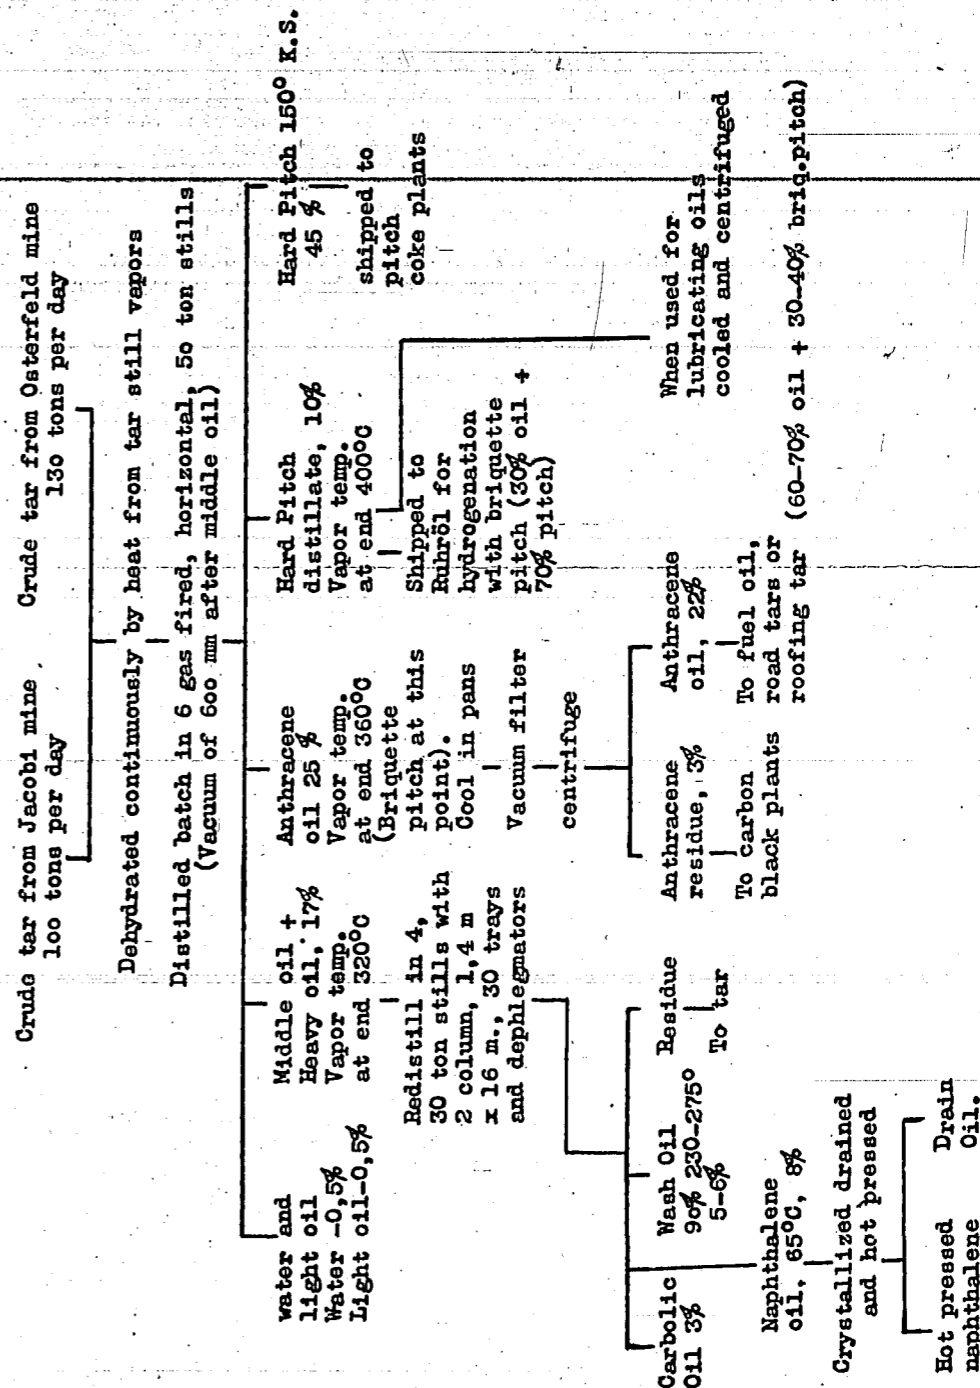 Crude tar from Jacobi mine
100 tons per day
Crude tar from Osterfeld mine
130 tons per day
Dehydrated continuously by heat from tar still vapors
Distilled batch in 6 gas fired, horizontal, 50 ton stills
(Vacuum of 600 mm after middle oil)
water and
light oil
Water -0,5%
Light oil-0,5%
Middle oil +
Heavy oil, 17%
Vapor temp.
at end 320°C
Redistill in 4,
30 ton stills with
2 column, 1,4 m
x 16 m., 30 trays
and dephlegmators
Carbolic
Oil 3%
Naphthalene
oil, 65°C, 8%
Crystallized drained
and hot pressed
Hot pressed
naphthalene
Drain
Oil.
Wash Oil
90% 230-275°
5-6%
Residue
To tar
Anthracene
oil 25 %
Vapor temp.
at end 360°C
(Briquette
pitch at this
point).
Cool in pans
Vacuum filter
centrifuge
Anthracene
residue, 3%
To carbon
black plants
Anthracene
oil, 22%
To fuel oil,
road tars or
roofing tar
(60-70% oil + 30-40% briq.pitch)
Hard Pitch
distillate, 10%
Vapor temp.
at end 400°C
Shipped to
Ruhröl for
hydrogenation
with briquette
pitch (30% oil +
70% pitch)
When used for
lubricating oils
cooled and centrifuged
Hard Pitch 150° K.S.
45 %
shipped to
pitch
coke plants